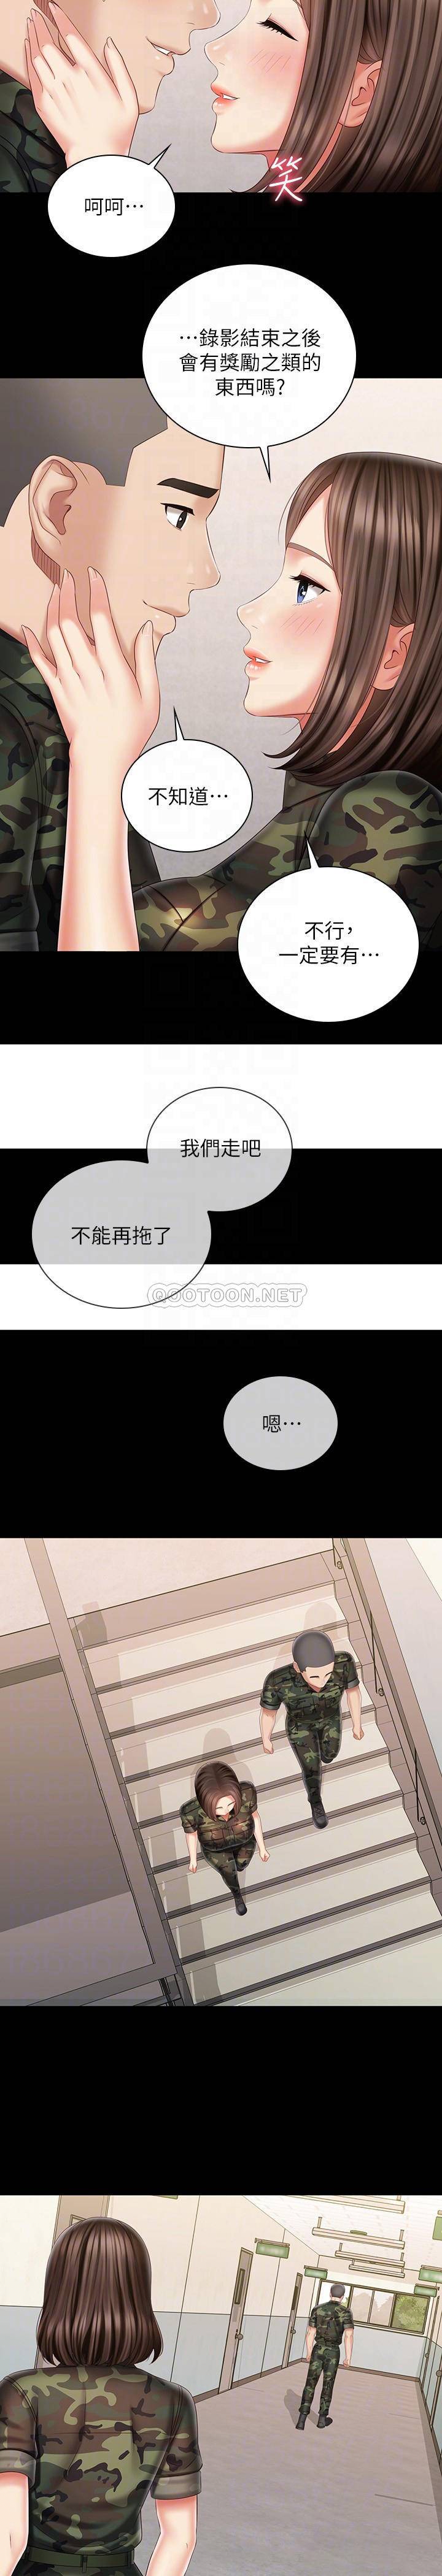 笑
呵呵…
…錄影結束之後
會有獎勵之類的
東西嗎?
不知道…
不行，
一定要有…
我們走吧
不能再拖了
QOOTOON.NET
嗯…